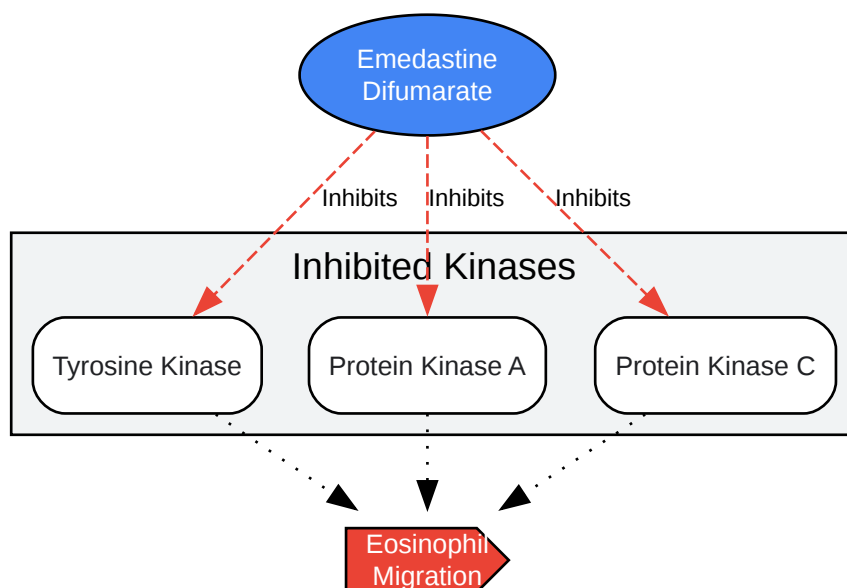 Emedastine
Difumarate
Inhibits
Inhibits
Inhibits
Inhibited Kinases
Tyrosine Kinase
Protein Kinase A
Protein Kinase C
Eosinophil
Migration